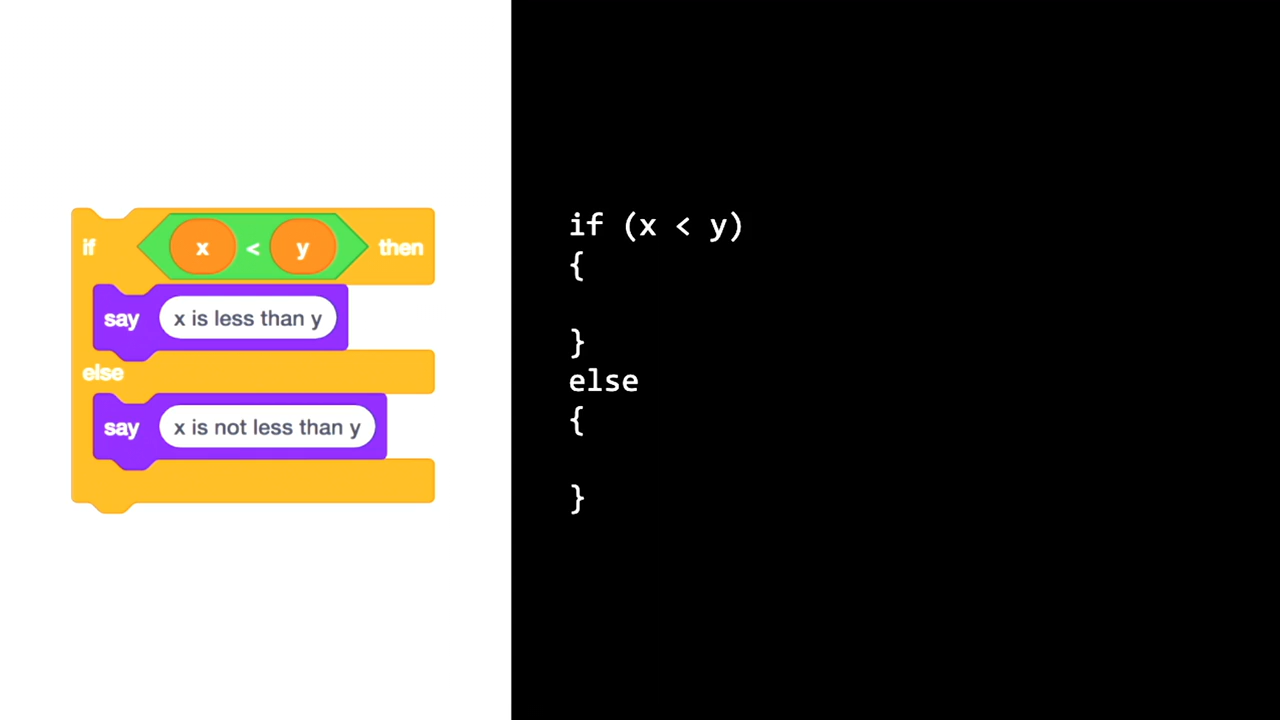 if x < y then
say x is less than y
else
say x is not less than y
if (x < y)
{
}
else
{
}